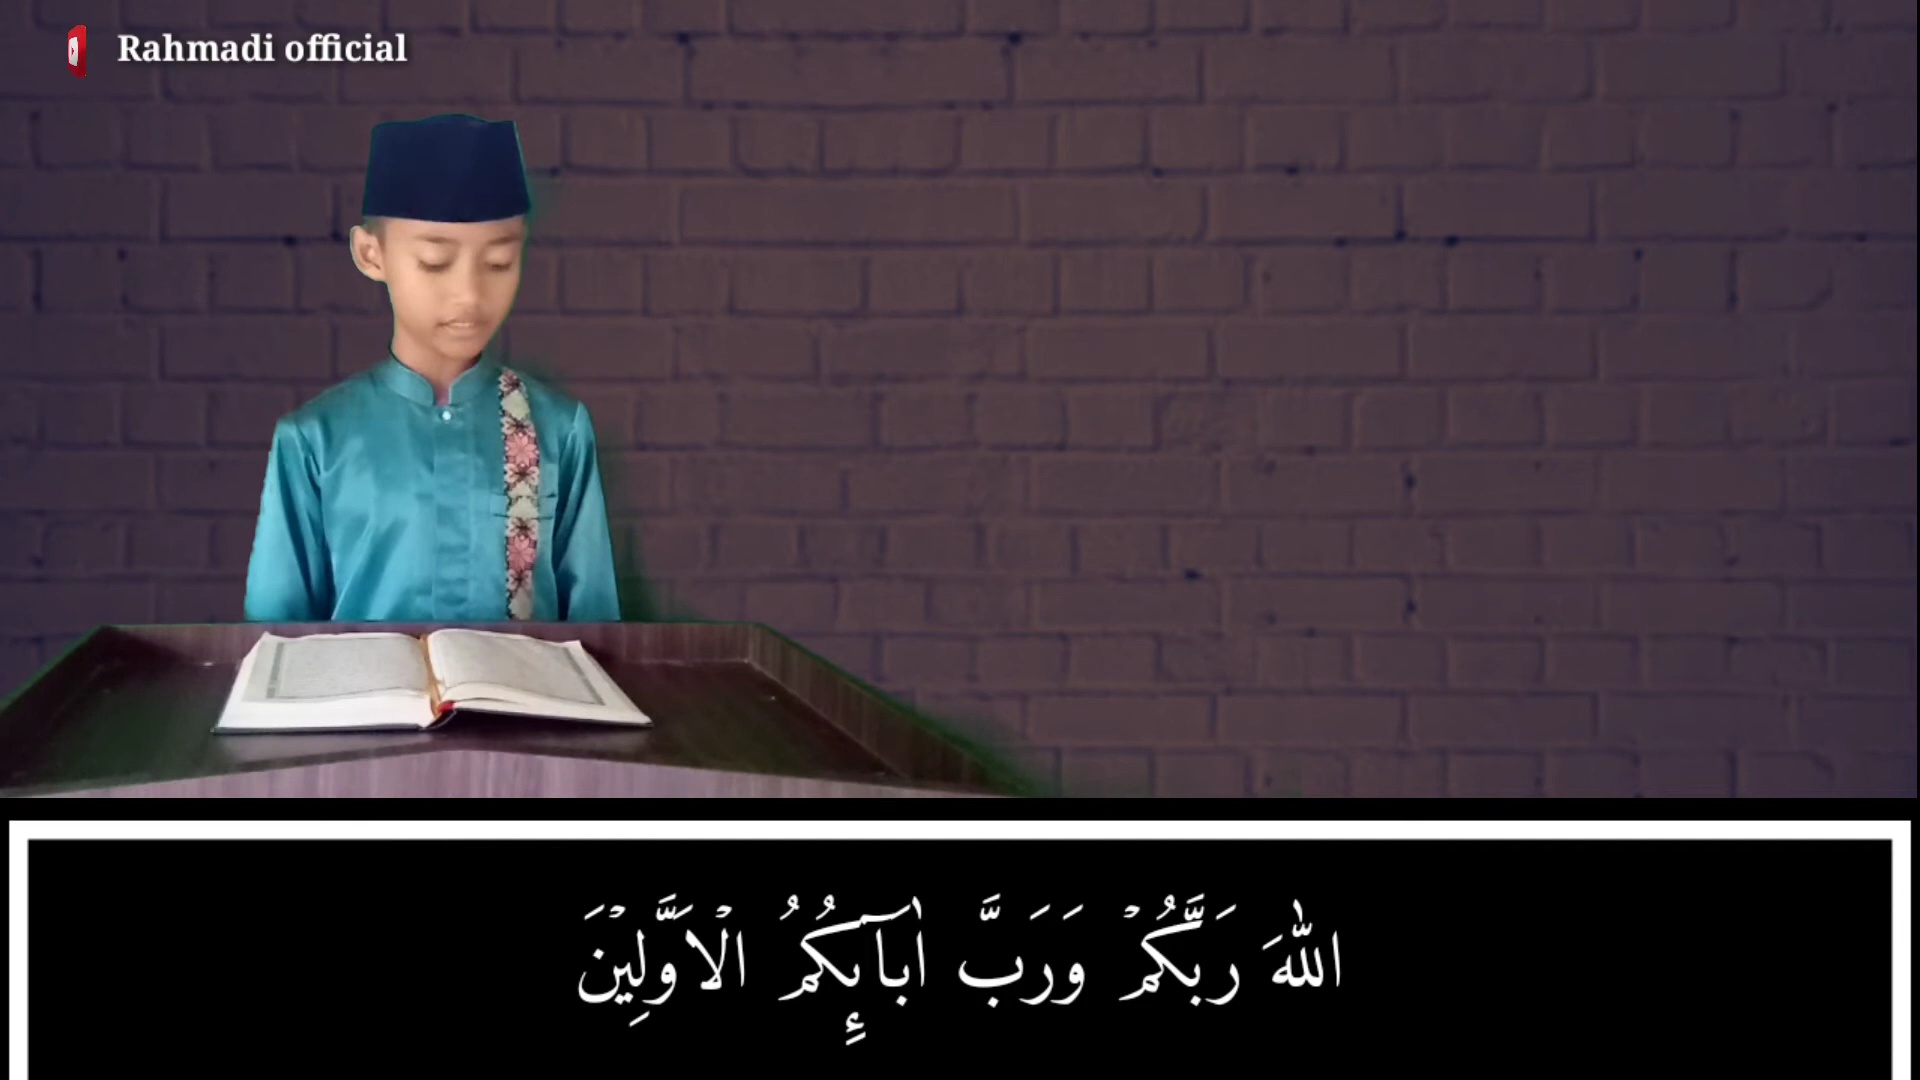 Rahmadi official
اللّٰهَ رَبَّكُمْ وَرَبَّ اٰبَاۤىِٕكُمُ الْاَوَّلِيْنَ